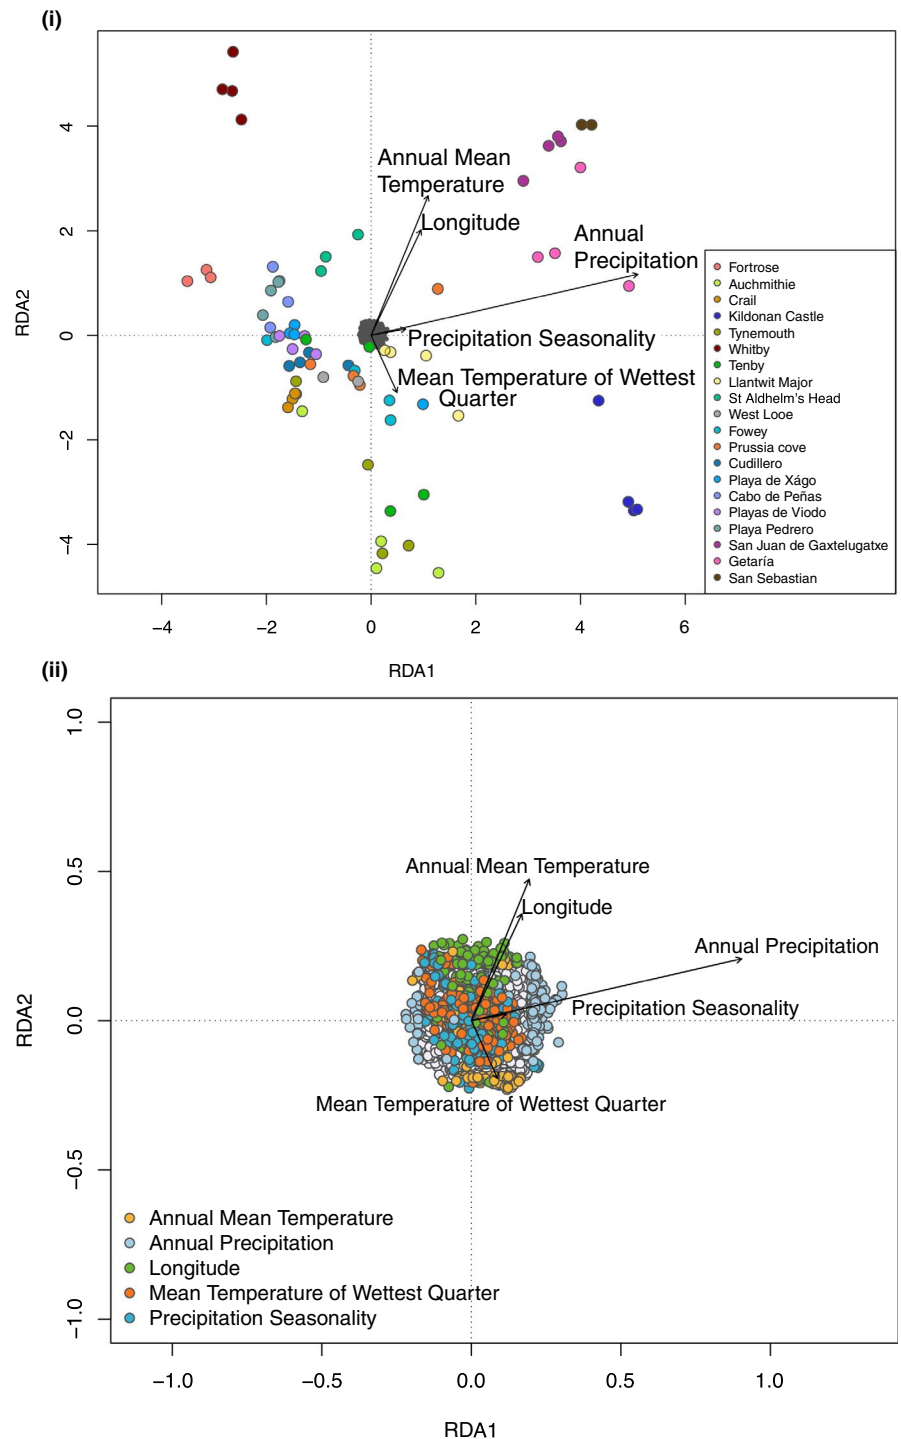 (i)
4
2
0
−2
−4
RDA2
Annual Mean
Temperature
Longitude
Annual
Precipitation
Precipitation Seasonality
Mean Temperature of Wettest
Quarter
Fortrose
Auchmithie
Crail
Kildonan Castle
Tynemouth
Whitby
Tenby
Llantwit Major
St Aldhelm's Head
West Looe
Fowey
Prussia cove
Cudillero
Playa de Xágo
Cabo de Peñas
Playas de Viodo
Playa Pedrero
San Juan de Gaxtelugatxe
Getaría
San Sebastian
−4 −2 0 2 4 6
RDA1
(ii)
1.0
0.5
0.0
−0.5
−1.0
RDA2
Annual Mean Temperature
Longitude
Annual Precipitation
Precipitation Seasonality
Mean Temperature of Wettest Quarter
Annual Mean Temperature
Annual Precipitation
Longitude
Mean Temperature of Wettest Quarter
Precipitation Seasonality
−1.0 −0.5 0.0 0.5 1.0
RDA1